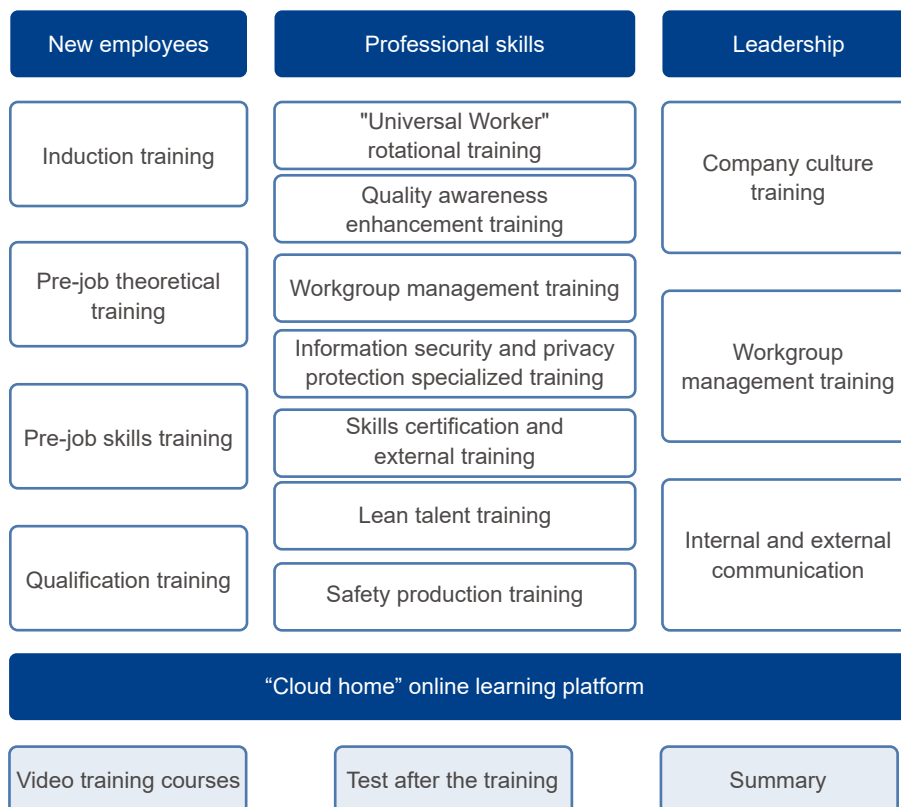 New employees
Professional skills
Leadership
Induction training
Pre-job theoretical
training
Pre-job skills training
Qualification training
"Universal Worker"
rotational training
Quality awareness
enhancement training
Workgroup management training
Information security and privacy
protection specialized training
Skills certification and
external training
Lean talent training
Safety production training
Company culture
training
Workgroup
management training
Internal and external
communication
“Cloud home” online learning platform
Video training courses
Test after the training
Summary